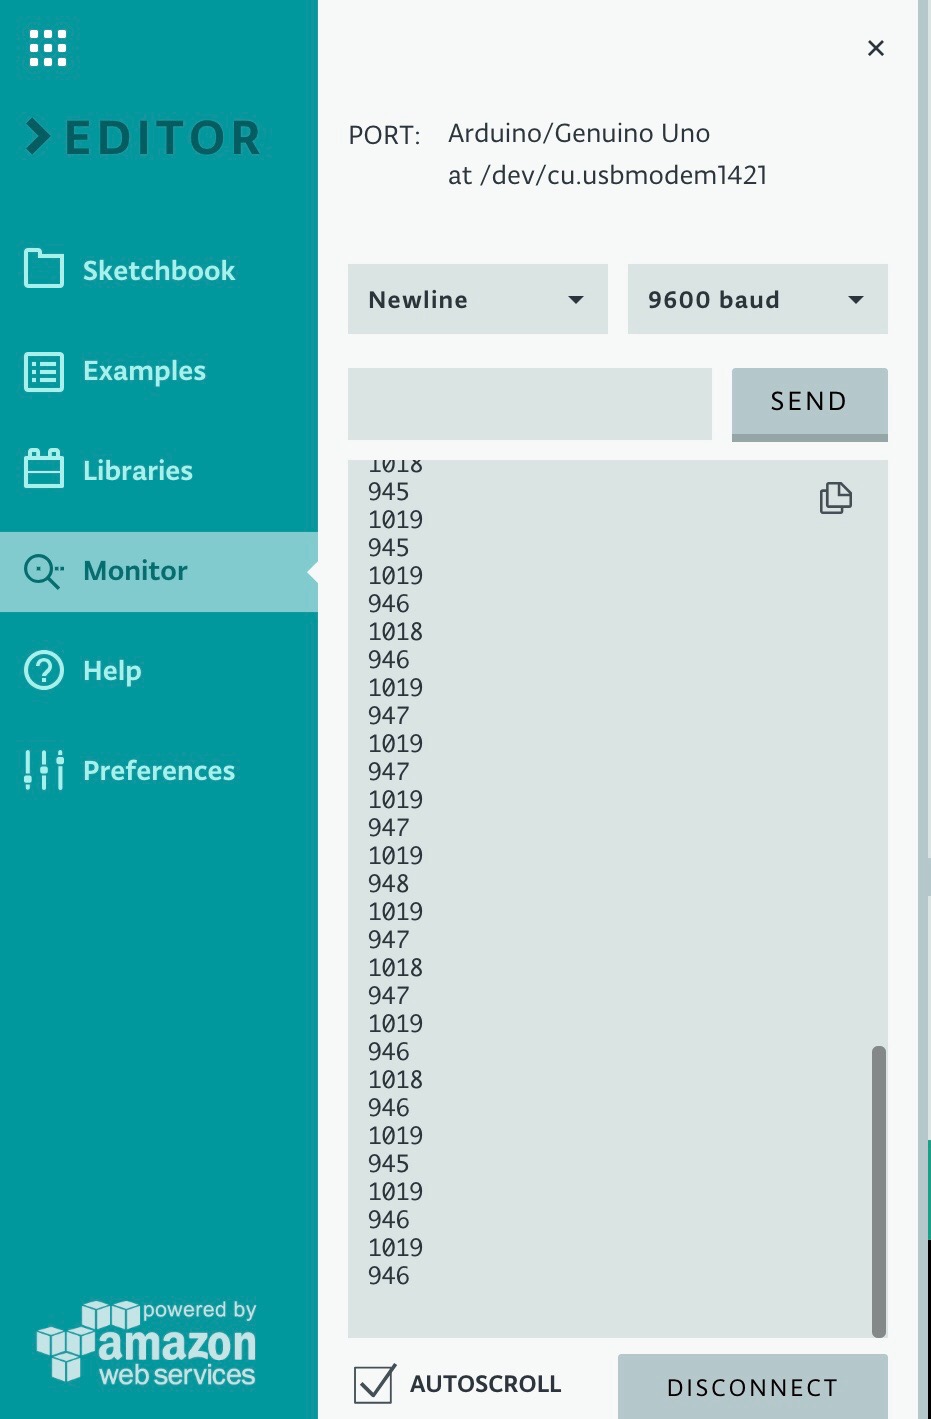 EDITOR
Sketchbook
Examples
Libraries
Monitor
Help
Preferences
powered by
amazon
web services
PORT: Arduino/Genuino Uno
at /dev/cu.usbmodem1421
Newline 9600 baud
SEND
1018
945
1019
945
1019
946
1018
946
1019
947
1019
947
1019
947
1019
948
1019
947
1018
947
1019
946
1018
946
1019
945
1019
946
1019
946
AUTOSCROLL DISCONNECT